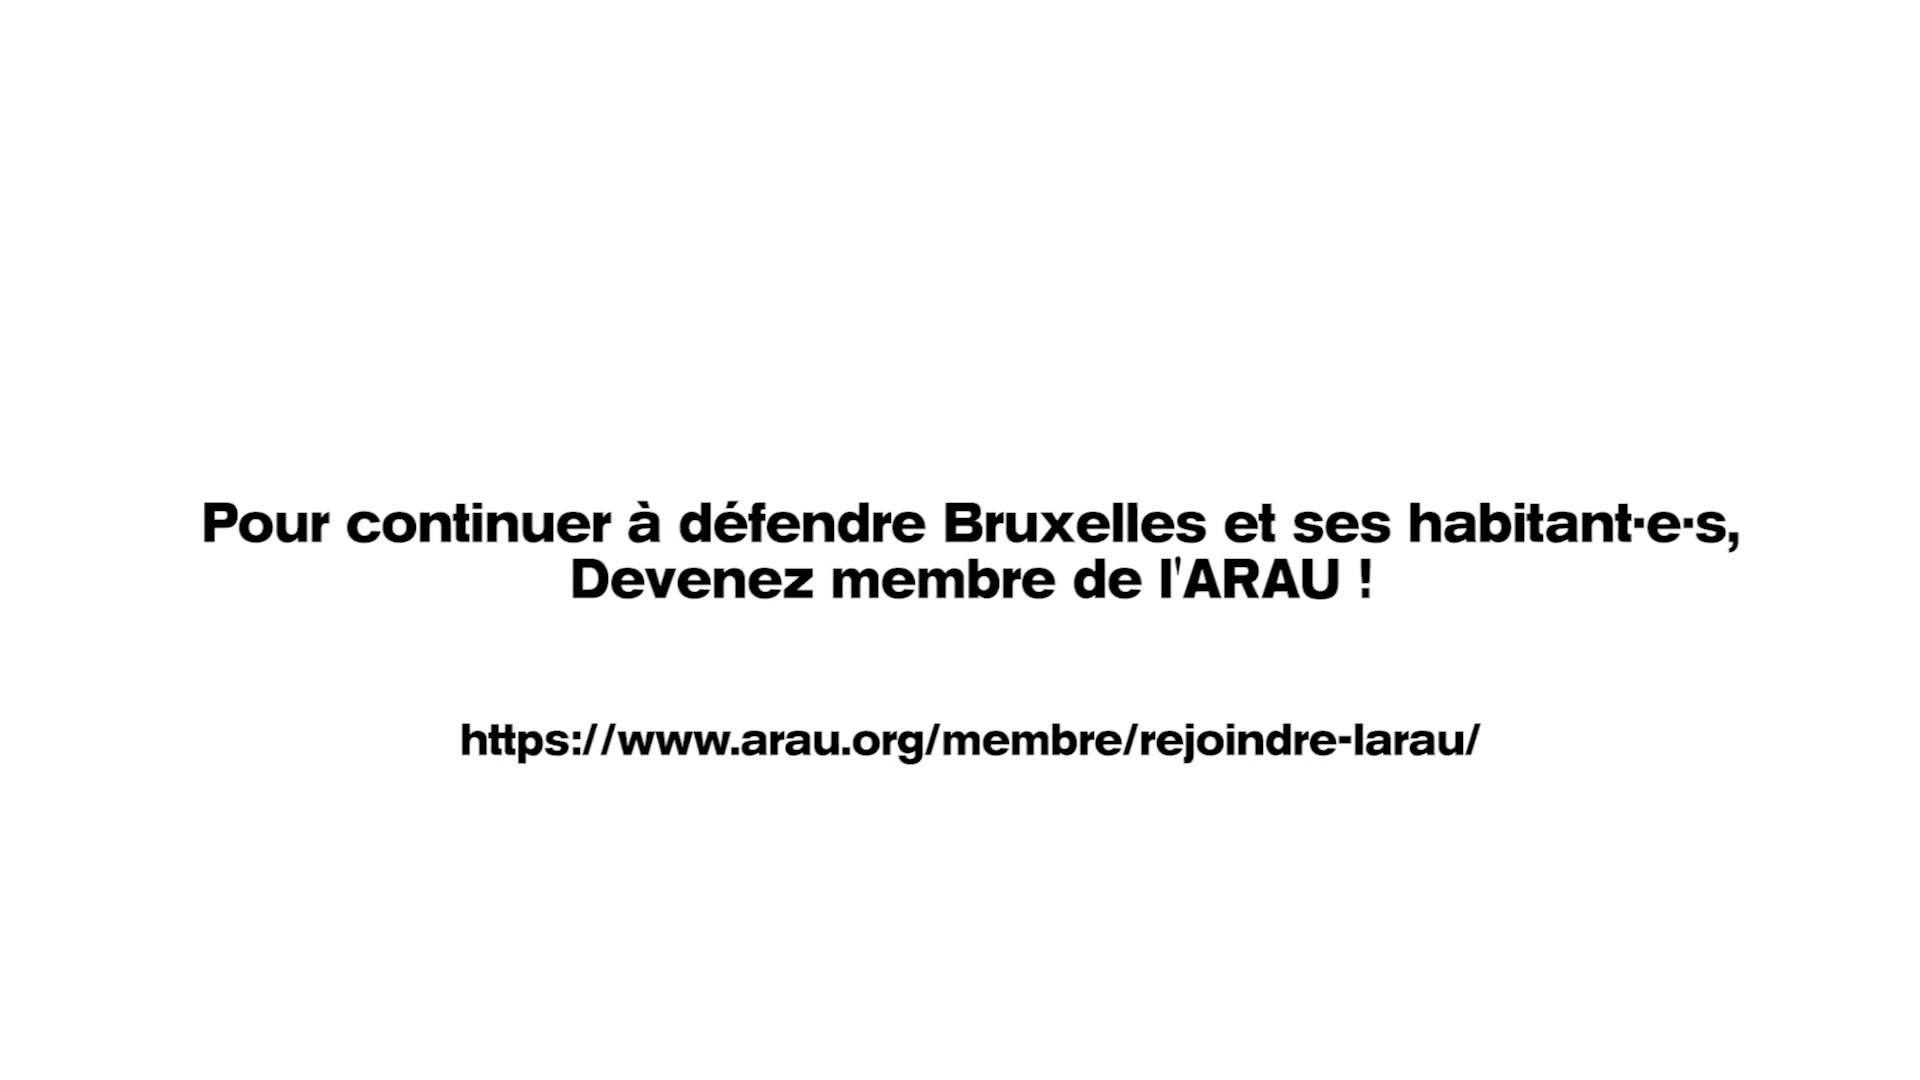 Pour continuer à défendre Bruxelles et ses habitant·e·s,
Devenez membre de l'ARAU !
https://www.arau.org/membre/rejoindre-larau/